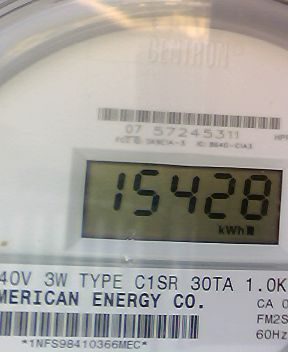 CENTRON
07 57245311
15428
kWh
40V 3W TYPE C1SR 30TA 1.0K
MERICAN ENERGY CO.
CA 0
FM2S
60Hz
*1NFS98410366MEC*